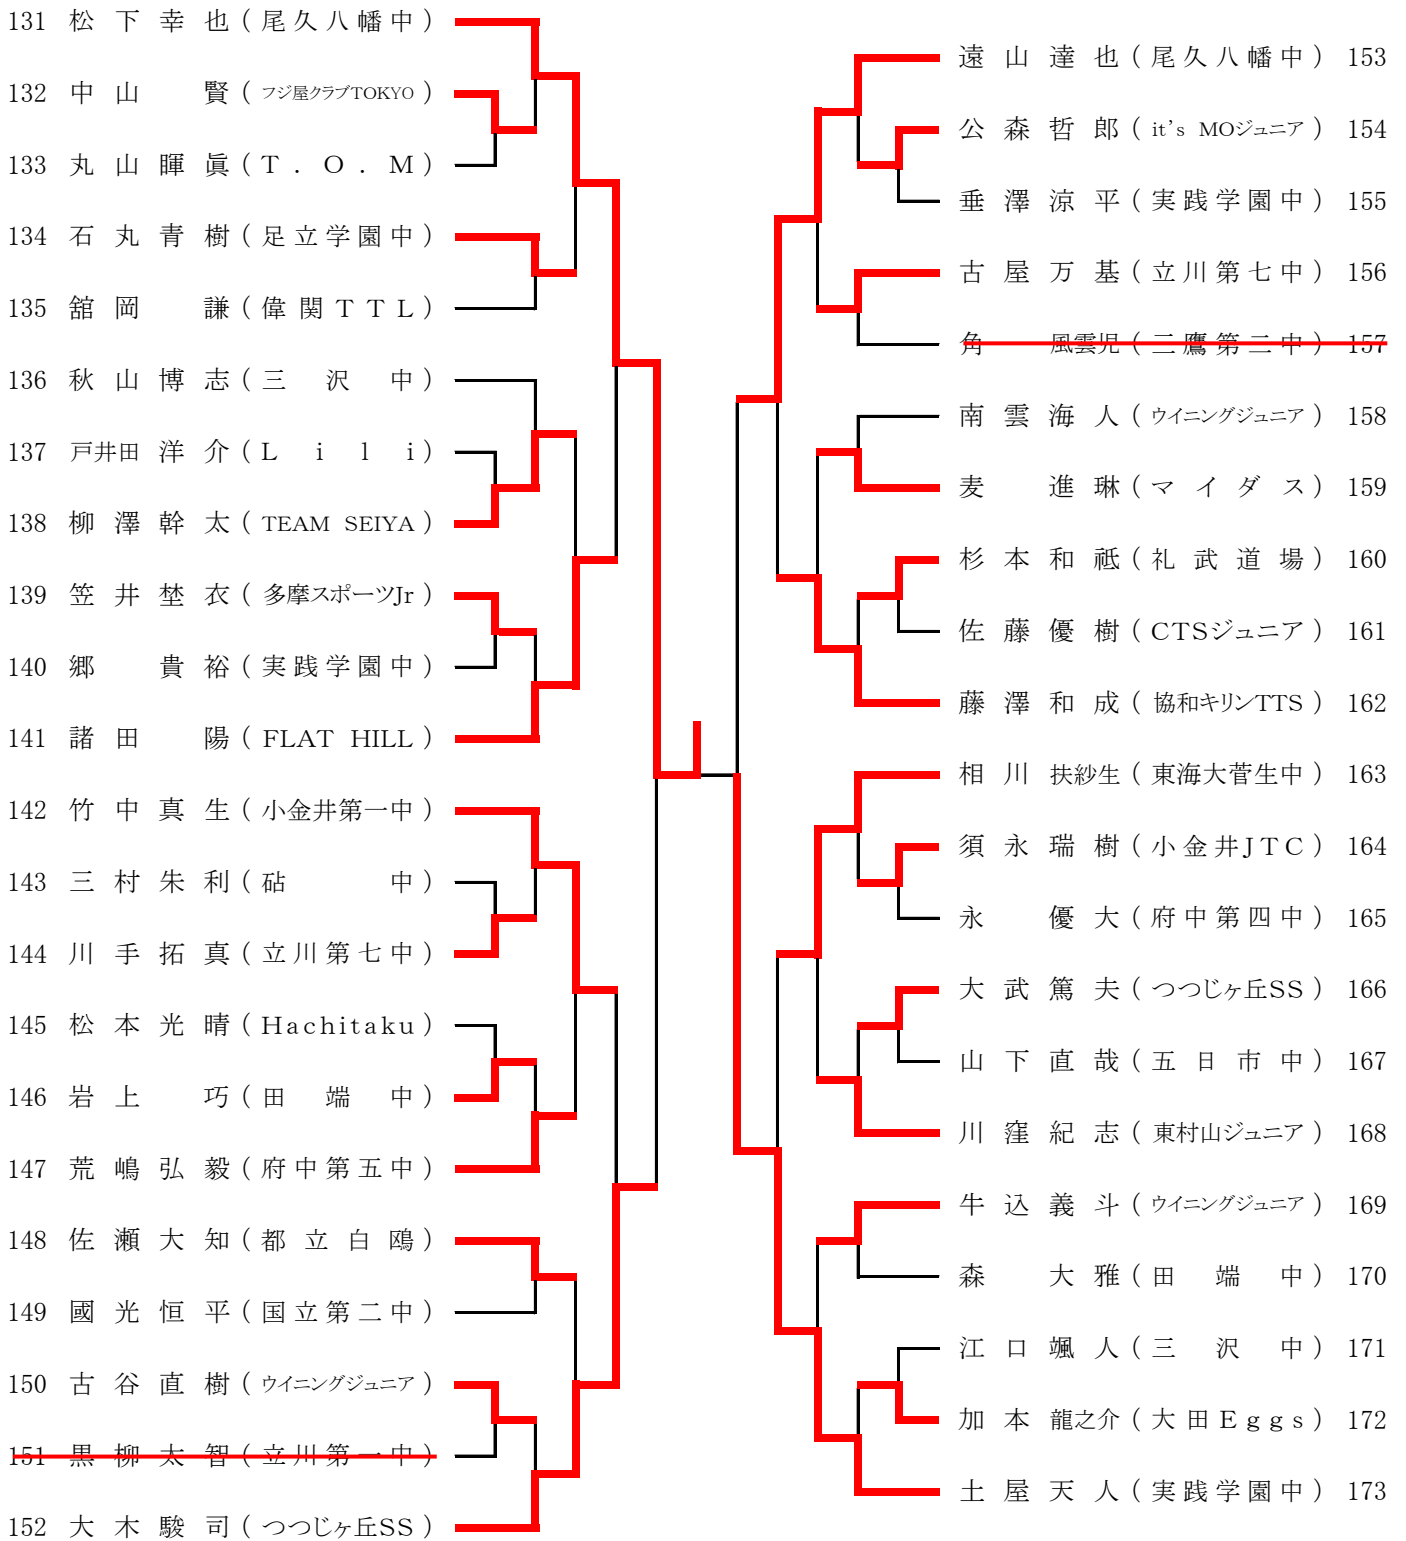 131 松下幸也(尾久八幡中)
132 中山 賢(フジ屋クラブTOKYO)
133 丸山暉眞(T.O.M)
134 石丸青樹(足立学園中)
135 舘岡 謙(偉関TTL)
136 秋山博志(三沢中)
137 戸井田洋介(Lili)
138 柳澤幹太(TEAM SEIYA)
139 笠井埜衣(多摩スポーツJr)
140 郷 貴裕(実践学園中)
141 諸田 陽(FLAT HILL)
142 竹中真生(小金井第一中)
143 三村朱利(砧中)
144 川手拓真(立川第七中)
145 松本光晴(Hachitaku)
146 岩上 巧(田端中)
147 荒嶋弘毅(府中第五中)
148 佐瀬大知(都立白鴎)
149 國光恒平(国立第二中)
150 古谷直樹(ウイニングジュニア)
151 黒柳太智(立川第一中)
152 大木駿司(つつじヶ丘SS)
遠山達也(尾久八幡中) 153
公森哲郎(it's MOジュニア) 154
垂澤涼平(実践学園中) 155
古屋万基(立川第七中) 156
角 風雲児(三鷹第二中) 157
南雲海人(ウイニングジュニア) 158
麦 進琳(マイダス) 159
杉本和祇(礼武道場) 160
佐藤優樹(CTSジュニア) 161
藤澤和成(協和キリンTTS) 162
相川扶紗生(東海大菅生中) 163
須永瑞樹(小金井JTC) 164
永 優大(府中第四中) 165
大武篤夫(つつじヶ丘SS) 166
山下直哉(五日市中) 167
川窪紀志(東村山ジュニア) 168
牛込義斗(ウイニングジュニア) 169
森 大雅(田端中) 170
江口颯人(三沢中) 171
加本龍之介(大田Eggs) 172
土屋天人(実践学園中) 173